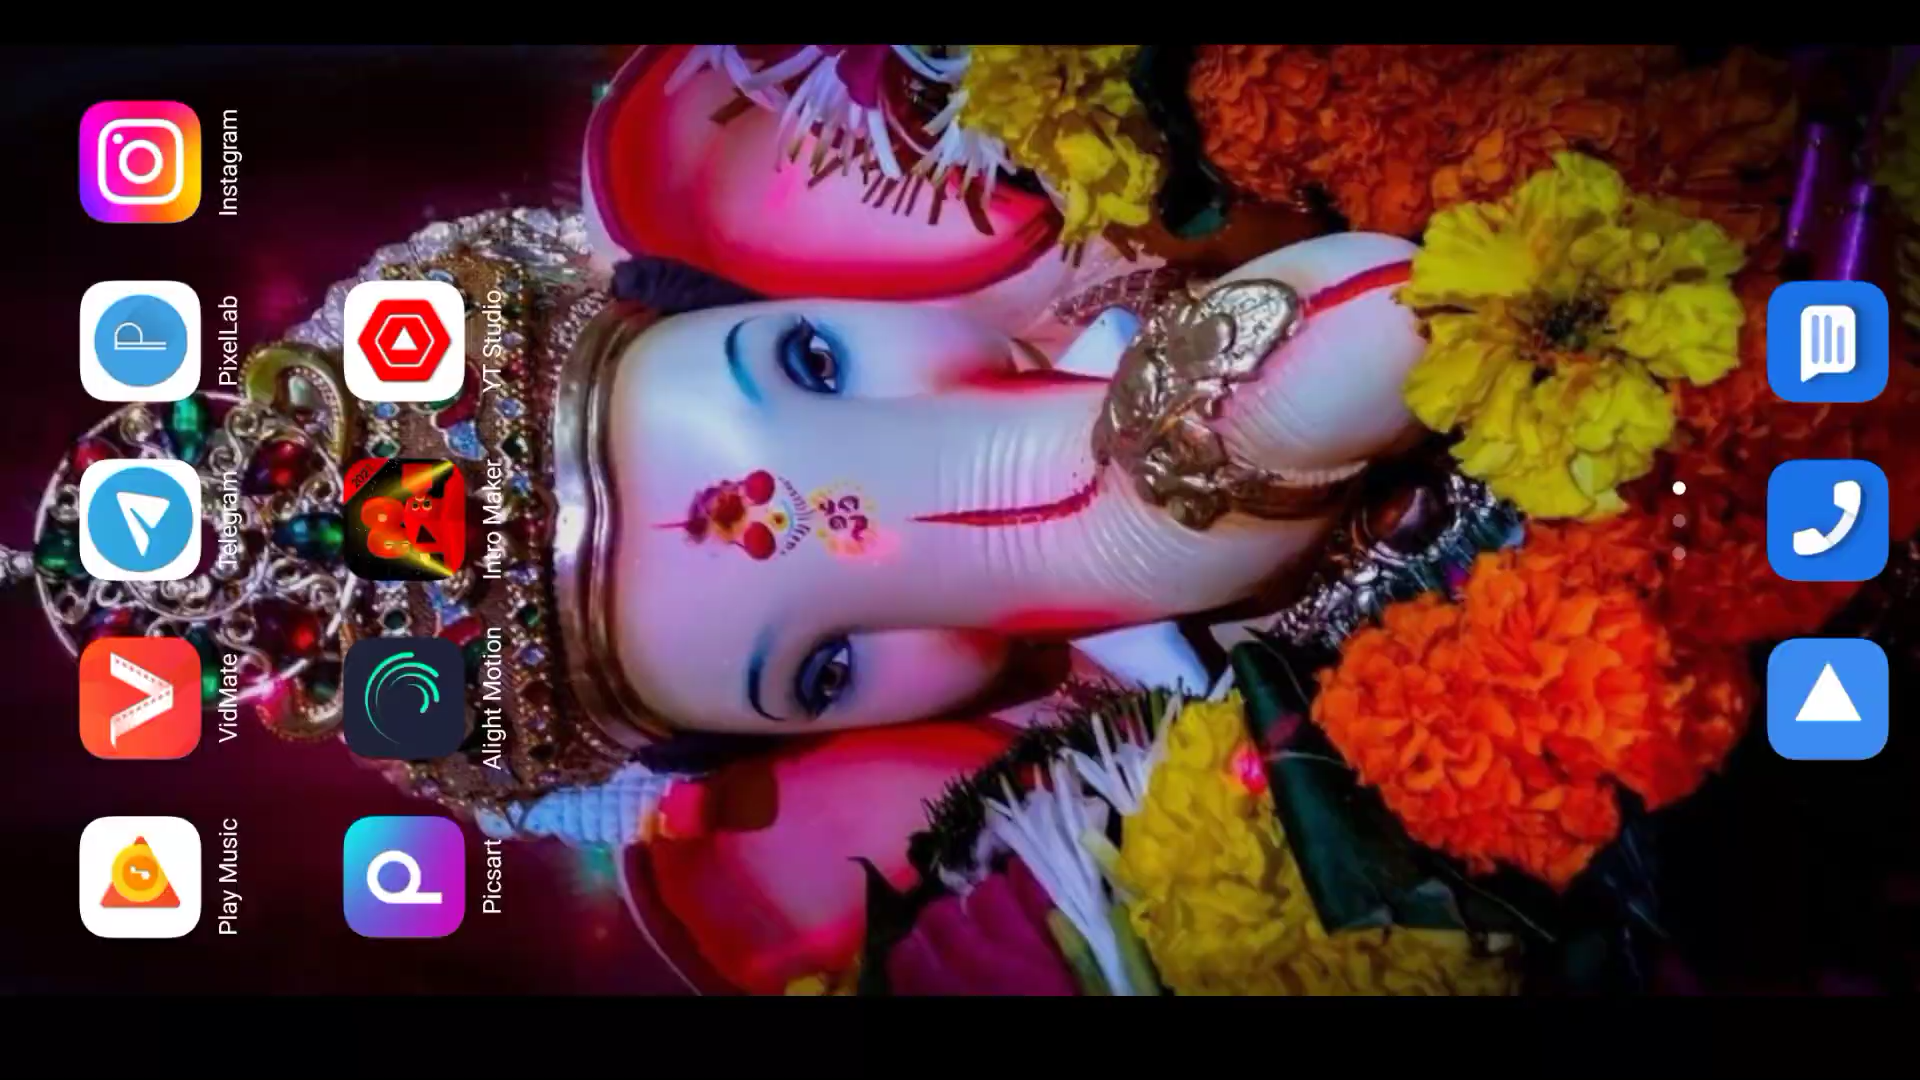 Play Music
VidMate
Telegram
PixelLab
Instagram
Picsart
Alight Motion
Intro Maker
YT Studio